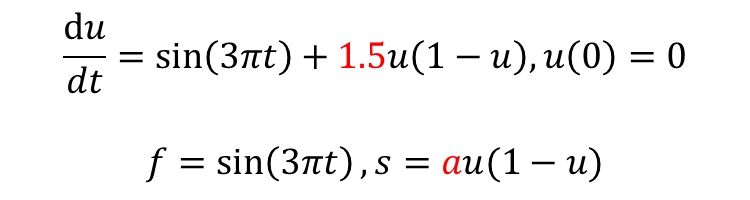 du/dt = sin(3πt) + 1.5u(1 − u), u(0) = 0
f = sin(3πt) , s = au(1 − u)